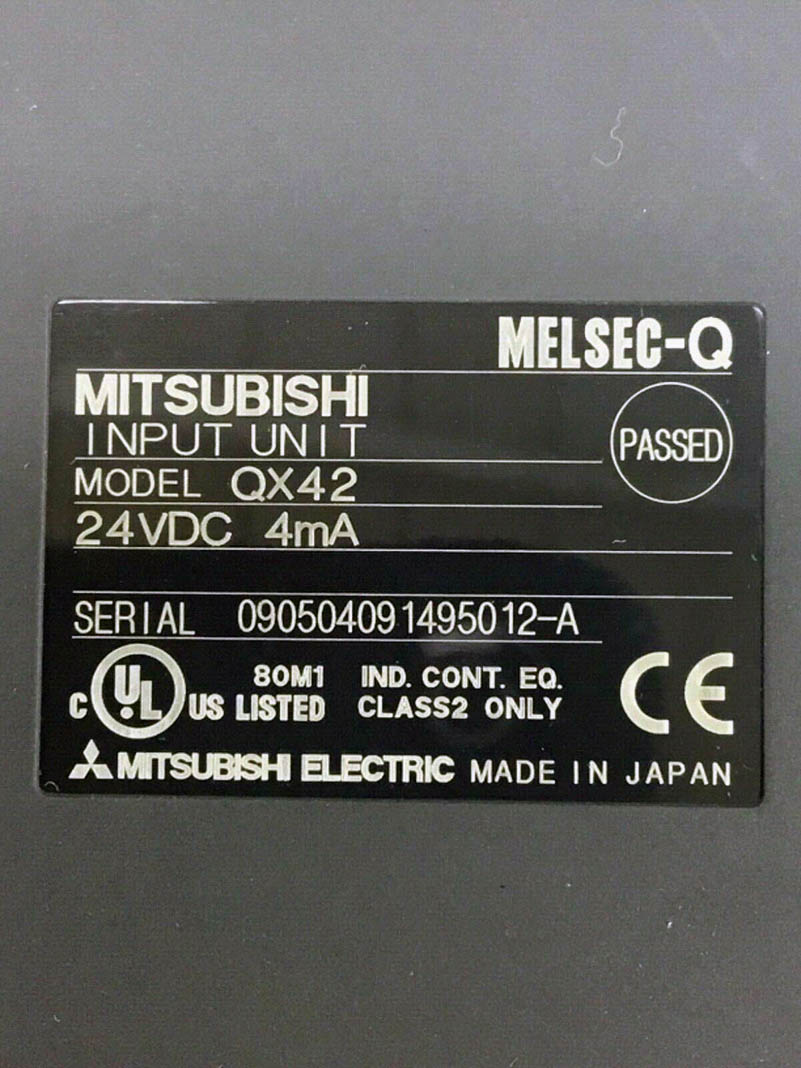 MELSEC-Q
MITSUBISHI
INPUT UNIT
PASSED
MODEL QX42
24VDC 4mA
SERIAL 090504091495012-A
C UL US LISTED 80M1 IND. CONT. EQ.
CLASS2 ONLY
CE
MITSUBISHI ELECTRIC MADE IN JAPAN